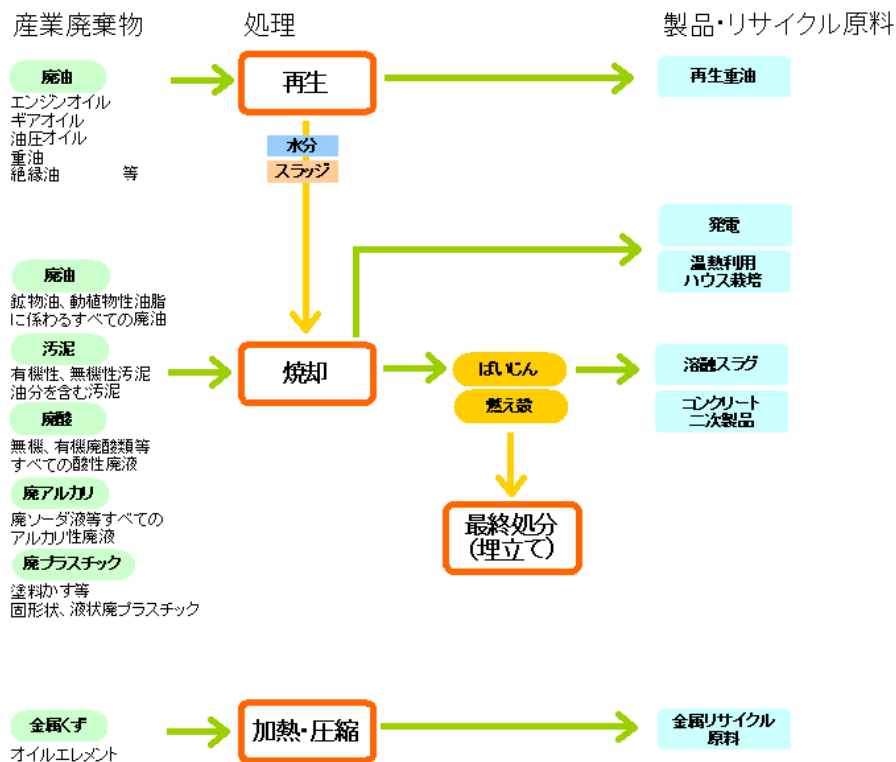 産業廃棄物
処理
製品・リサイクル原料
廃油
エンジンオイル
ギアオイル
油圧オイル
重油
絶縁油 等
再生
再生重油
水分
スラッジ
発電
温熱利用
ハウス栽培
廃油
鉱物油、動植物性油脂
に係わるすべての廃油
汚泥
有機性、無機性汚泥
油分を含む汚泥
廃酸
無機、有機廃酸類等
すべての酸性廃液
廃アルカリ
廃ソーダ液等すべての
アルカリ性廃液
廃プラスチック
塗料かす等
固形状、液状廃プラスチック
焼却
ばいじん
燃え殻
溶融スラグ
コンクリート
二次製品
最終処分
(埋立て)
金属くず
オイルエレメント
加熱・圧縮
金属リサイクル
原料